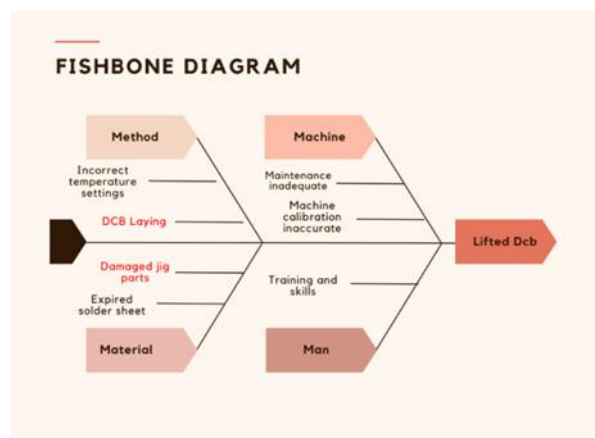 FISHBONE DIAGRAM
Method
Machine
Incorrect
temperature
settings
Maintenance
inadequate
DCB Laying
Machine
calibration
inaccurate
Lifted Dcb
Damaged jig
parts
Training and
skills
Expired
solder sheet
Material
Man